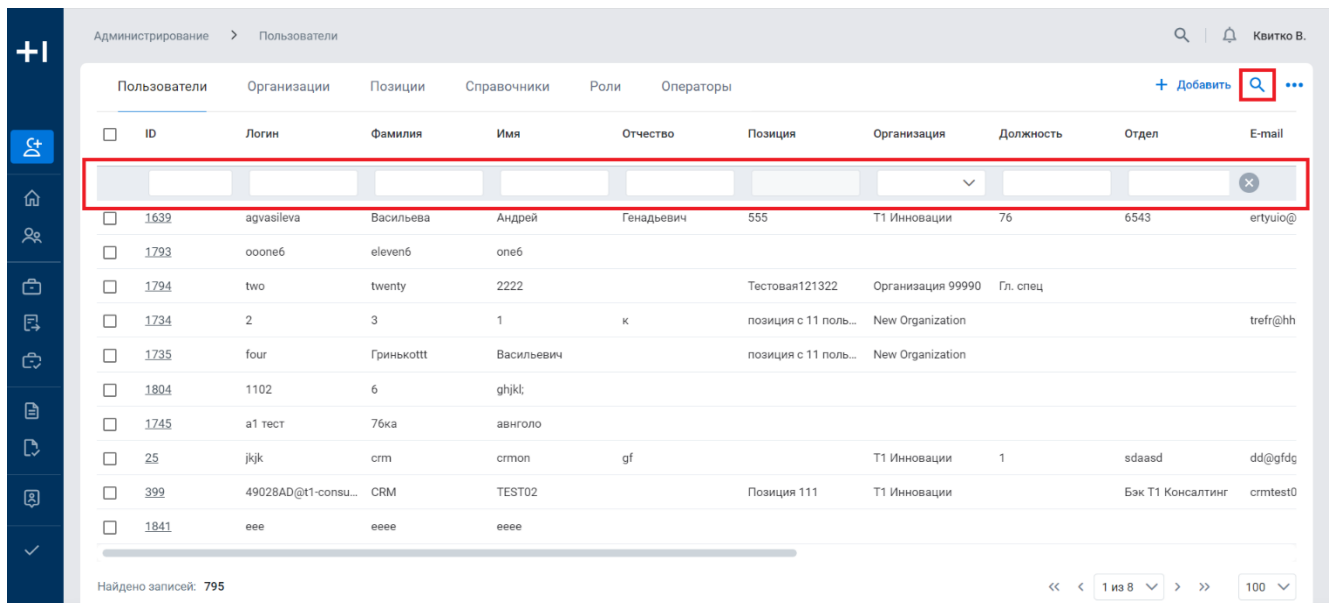 Администрирование > Пользователи Квитко В.
Пользователи Организации Позиции Справочники Роли Операторы + Добавить
ID Логин Фамилия Имя Отчество Позиция Организация Должность Отдел E-mail
1639 agvasileva Васильева Андрей Генадьевич 555 Т1 Инновации 76 6543 ertyuio@
1793 ooone6 eleven6 one6
1794 two twenty 2222 Тестовая121322 Организация 99990 Гл. спец
1734 2 3 1 к позиция с 11 поль... New Organization trefr@hh
1735 four Гринькоttt Васильевич позиция с 11 поль... New Organization
1804 1102 6 ghjkl;
1745 a1 тест 76ка авнголо
25 jkjk crm crmon gf Т1 Инновации 1 sdaasd dd@gfdg
399 49028AD@t1-consu... CRM TEST02 Позиция 111 Т1 Инновации Бэк Т1 Консалтинг crmtest0
1841 eee eeee eeee
Найдено записей: 795 << < 1 из 8 > >> 100